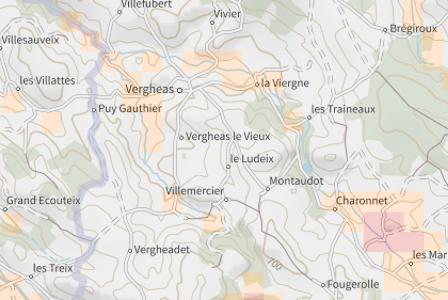 Villefubert
Vivier
Brégiroux
Villesauveix
les Villattes
Vergheas
la Viergne
Puy Gauthier
les Traineaux
Vergheas le Vieux
le Ludeix
Montaudot
Villemercier
Grand Ecouteix
Charonnet
Vergheadet
les Mar
700
les Treix
Fougerolle